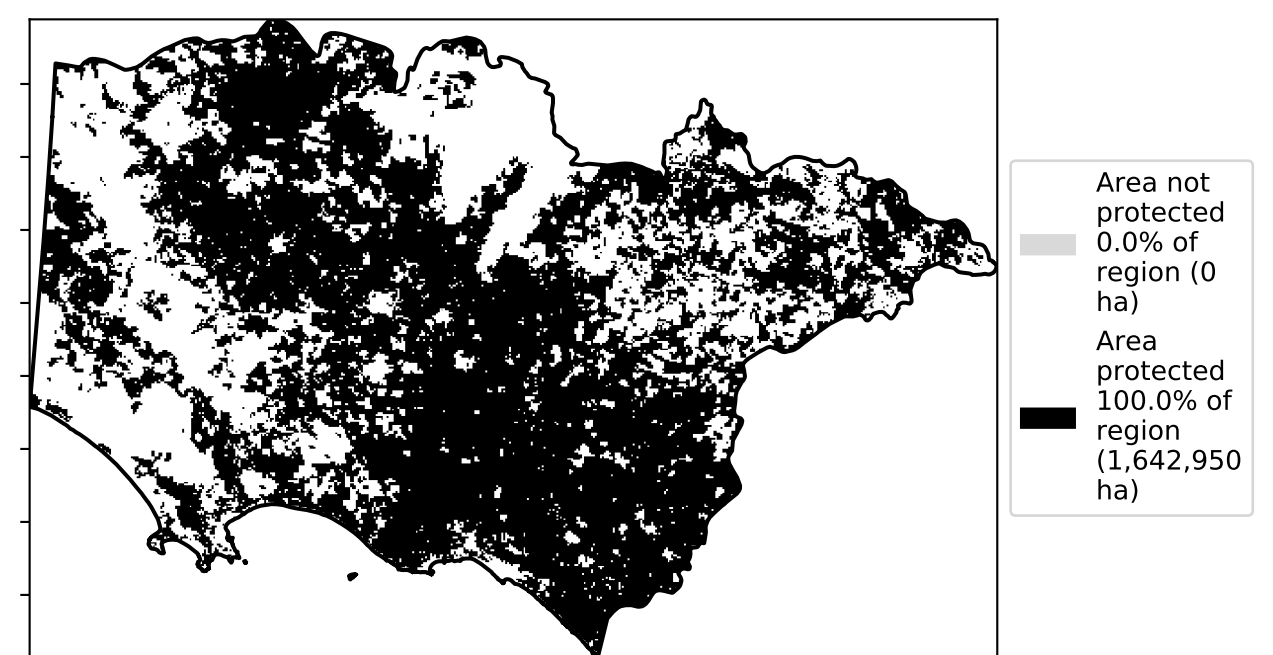 Area not
protected
0.0% of
region (0
ha)
Area
protected
100.0% of
region
(1,642,950
ha)